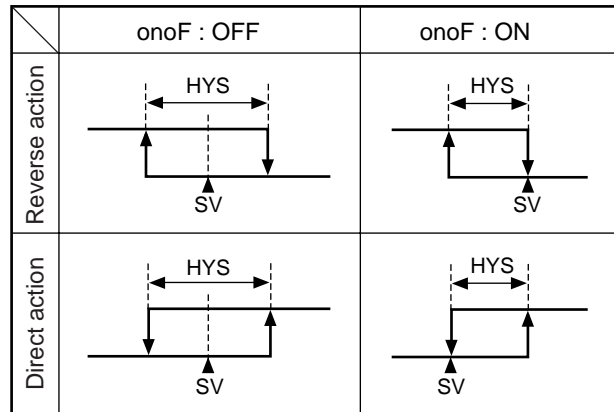 onoF : OFF
onoF : ON
Reverse action
HYS
SV
HYS
SV
Direct action
HYS
SV
HYS
SV